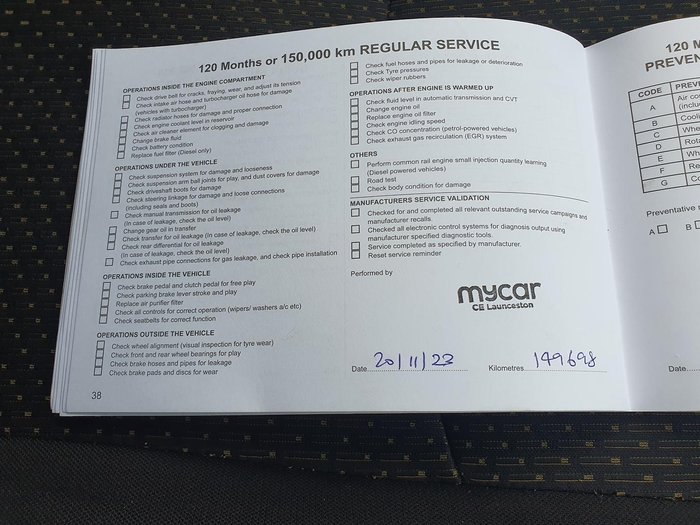 120 Months or 150,000 km REGULAR SERVICE
OPERATIONS INSIDE THE ENGINE COMPARTMENT
Check drive belt for cracks, fraying, wear, and adjust its tension
Check intake air hose and turbocharger oil hose for damage
(vehicles with turbocharger)
Check radiator hoses for damage and proper connection
Check engine coolant level in reservoir
Check air cleaner element for clogging and damage
Change brake fluid
Check battery condition
Replace fuel filter (Diesel only)
OPERATIONS UNDER THE VEHICLE
Check suspension system for damage and looseness
Check suspension arm ball joints for play, and dust covers for damage
Check driveshaft boots for damage
Check steering linkage for damage and loose connections
(including seals and boots)
Check manual transmission for oil leakage
(In case of leakage, check the oil level)
Change gear oil in transfer
Check transfer for oil leakage (In case of leakage, check the oil level)
Check rear differential for oil leakage
(In case of leakage, check the oil level)
Check exhaust pipe connections for gas leakage, and check pipe installation
OPERATIONS INSIDE THE VEHICLE
Check brake pedal and clutch pedal for free play
Check parking brake lever stroke and play
Replace air purifier filter
Check all controls for correct operation (wipers/ washers a/c etc)
Check seatbelts for correct function
OPERATIONS OUTSIDE THE VEHICLE
Check wheel alignment (visual inspection for tyre wear)
Check front and rear wheel bearings for play
Check brake hoses and pipes for leakage
Check brake pads and discs for wear
38
Check fuel hoses and pipes for leakage or deterioration
Check Tyre pressures
Check wiper rubbers
OPERATIONS AFTER ENGINE IS WARMED UP
Check fluid level in automatic transmission and CVT
Change engine oil
Replace engine oil filter
Check engine idling speed
Check CO concentration (petrol-powered vehicles)
Check exhaust gas recirculation (EGR) system
OTHERS
Perform common rail engine small injection quantity learning
(Diesel powered vehicles)
Road test
Check body condition for damage
MANUFACTURERS SERVICE VALIDATION
Checked for and completed all relevant outstanding service campaigns and
manufacturer recalls.
Checked all electronic control systems for diagnosis output using
manufacturer specified diagnostic tools.
Service completed as specified by manufacturer.
Reset service reminder
Performed by
mycar
CE Launceston
Date 20/11/23 Kilometres 149698
120 M
PREVEN
CODE PREV
A Air co
(inclu
B Cooli
C Whe
D Rota
E Whe
F Re
G Co
Preventative
A B
Date